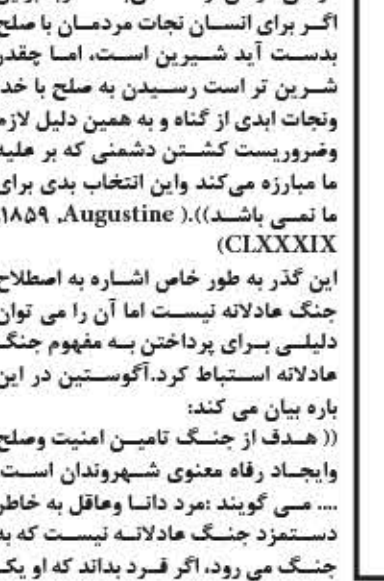 اگر برای انسان نجات مردمان با صلح
بدست آید شیرین است، اما چقدر
شرین تر است رسیدن به صلح با خدا
ونجات ابدی از گناه و به همین دلیل لازم
وضروریست کشتن دشمنی که بر علیه
ما مبارزه می کند واین انتخاب بدی برای
ما نمی باشد)).( Augustine, ۱۸۵۹,
CLXXXIX)
این گذر به طور خاص اشاره به اصطلاح
جنگ عادلانه نیست اما آن را می توان
دلیلی برای پرداختن به مفهوم جنگ
عادلانه استباط کرد.آگوستین در این
باره بیان می کند:
(( هدف از جنگ تامین امنیت وصلح
وایجاد رفاه معنوی شهروندان است.
.... می گویند :مرد دانا وعاقل به خاطر
دستمزد جنگ عادلانه نیست که به
جنگ می رود، اگر فرد بداند که او یک